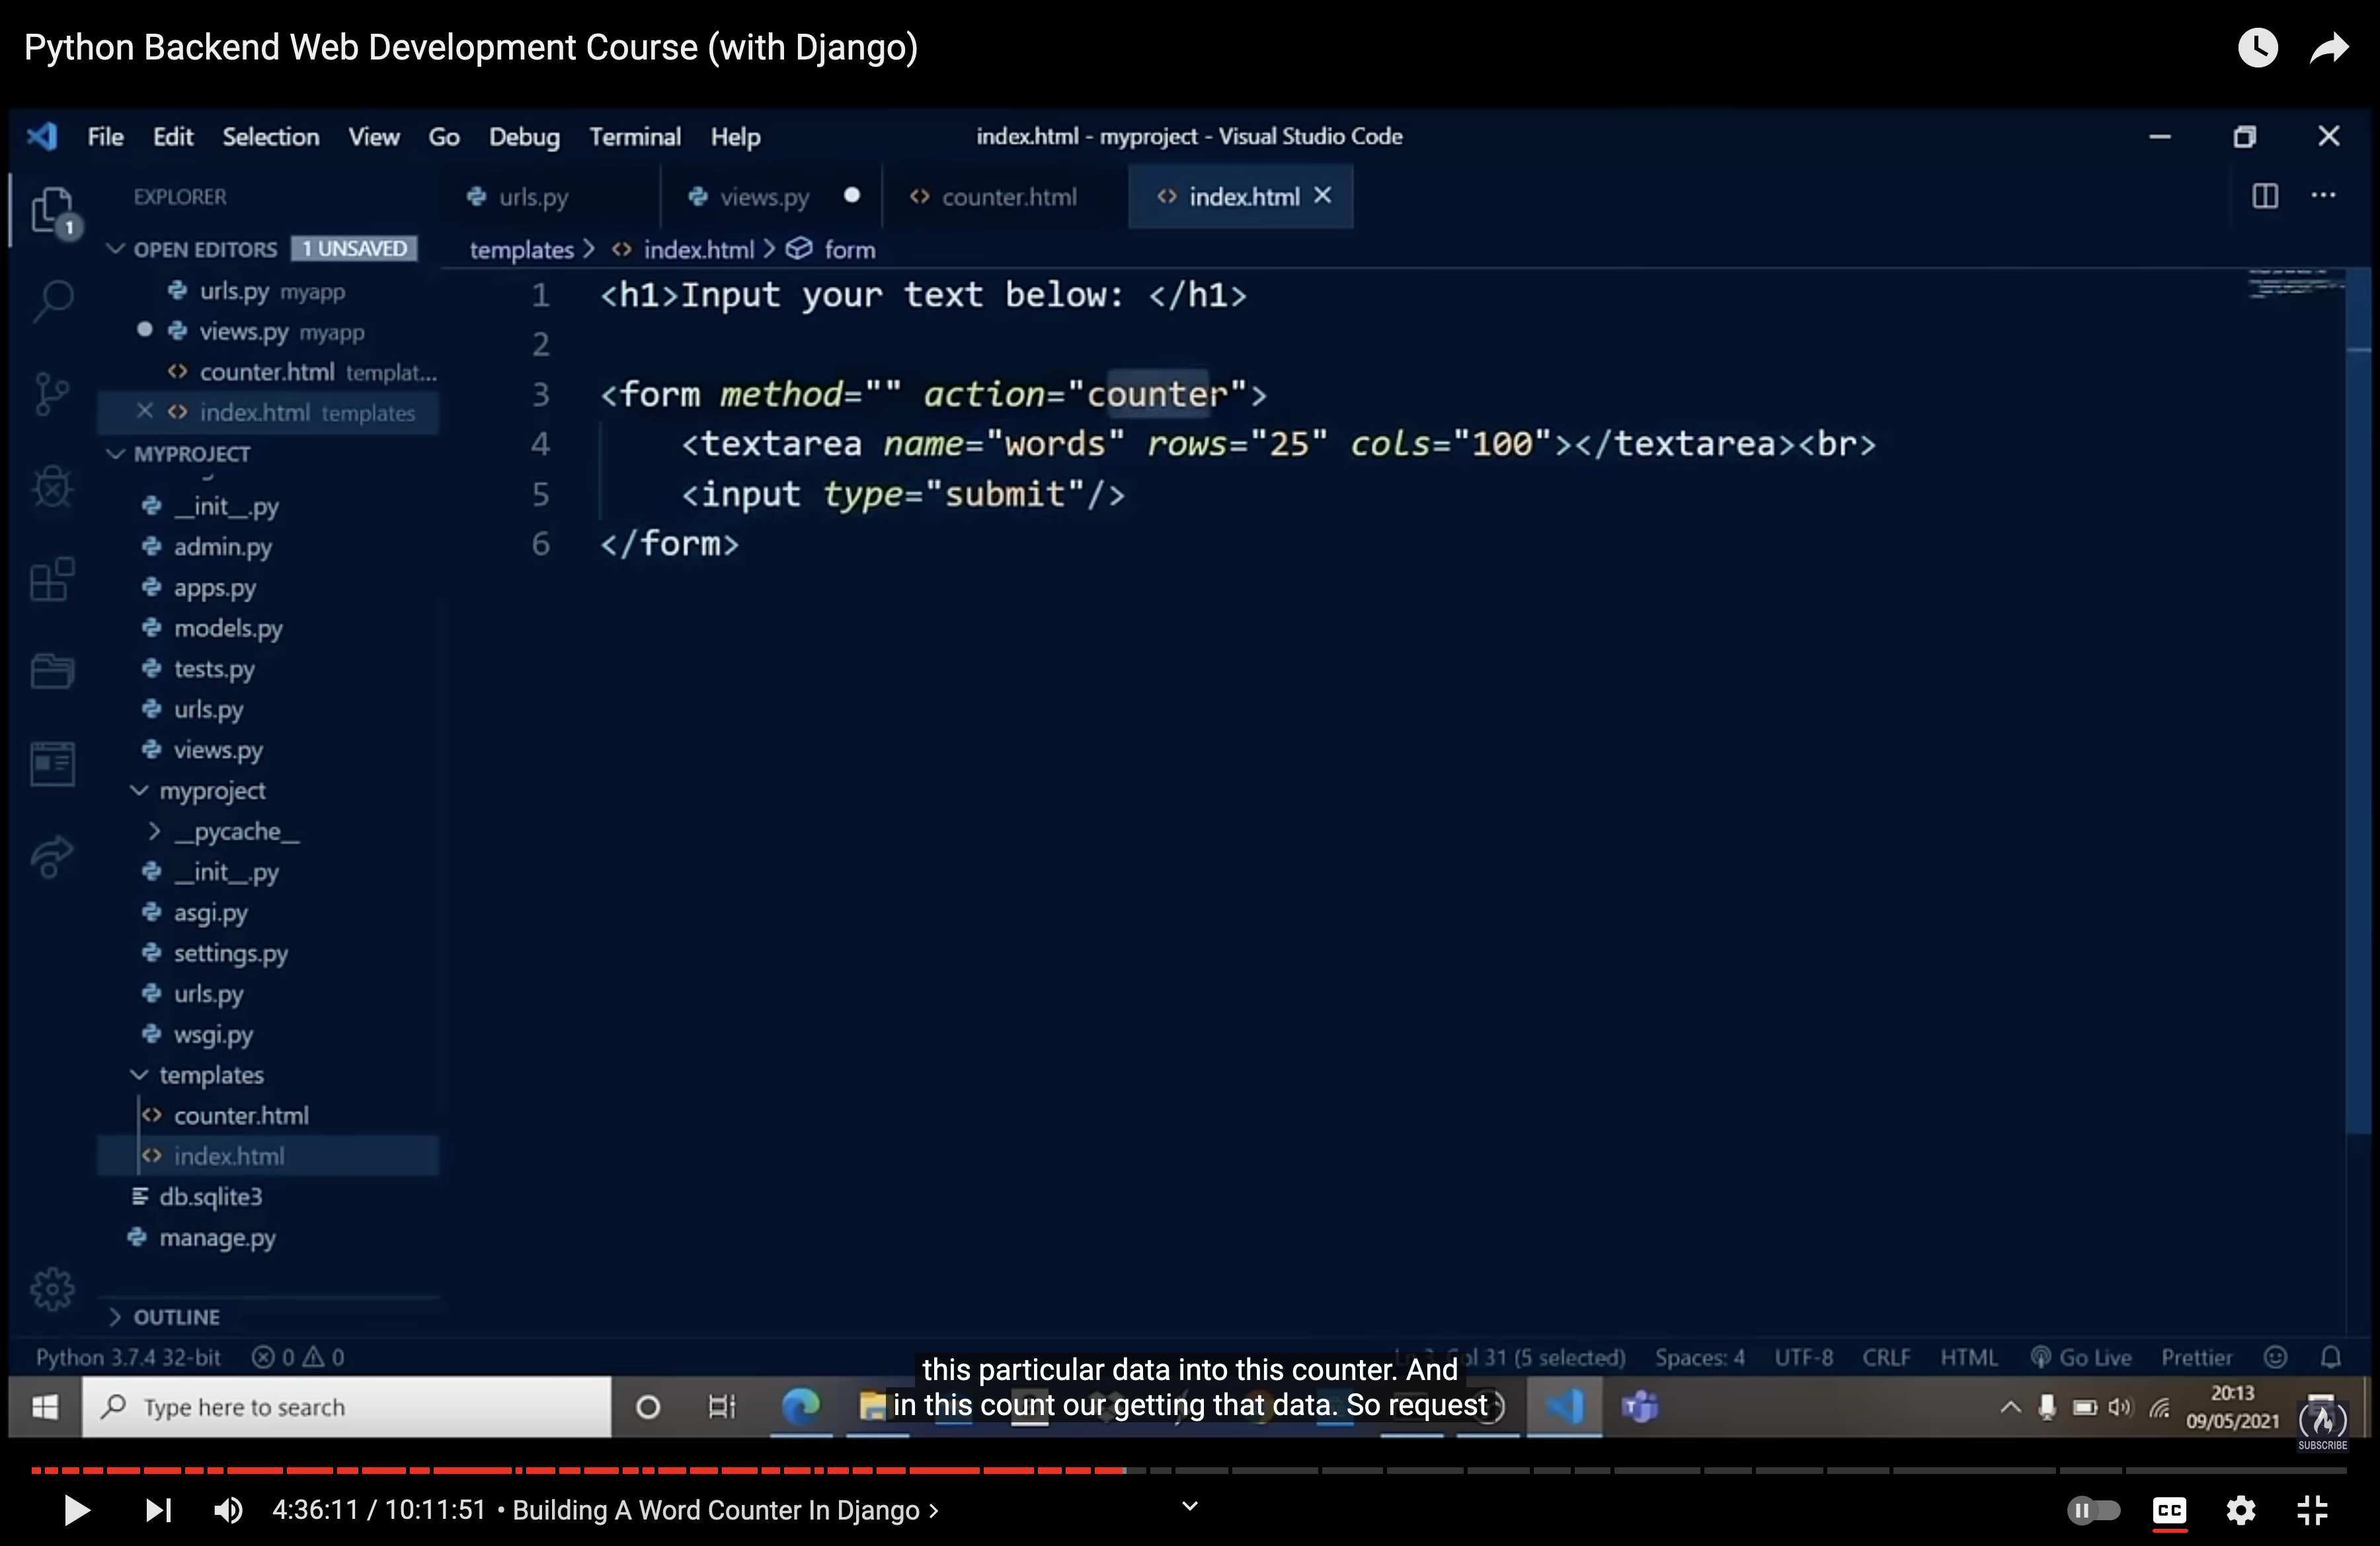 Python Backend Web Development Course (with Django)
File Edit Selection View Go Debug Terminal Help
index.html - myproject - Visual Studio Code
EXPLORER
urls.py
views.py
counter.html
index.html
1
OPEN EDITORS 1 UNSAVED
templates > index.html > form
urls.py myapp
views.py myapp
counter.html templat...
index.html templates
MYPROJECT
__init__.py
admin.py
apps.py
models.py
tests.py
urls.py
views.py
myproject
__pycache__
__init__.py
asgi.py
settings.py
urls.py
wsgi.py
templates
counter.html
index.html
db.sqlite3
manage.py
OUTLINE
1 <h1>Input your text below: </h1>
2
3 <form method="" action="counter">
4 <textarea name="words" rows="25" cols="100"></textarea><br>
5 <input type="submit"/>
6 </form>
Python 3.7.4 32-bit 0 0
Col 31 (5 selected) Spaces: 4 UTF-8 CRLF HTML Go Live Prettier
this particular data into this counter. And
in this count our getting that data. So request
Type here to search
20:13
09/05/2021
SUBSCRIBE
4:36:11 / 10:11:51 • Building A Word Counter In Django >
CC